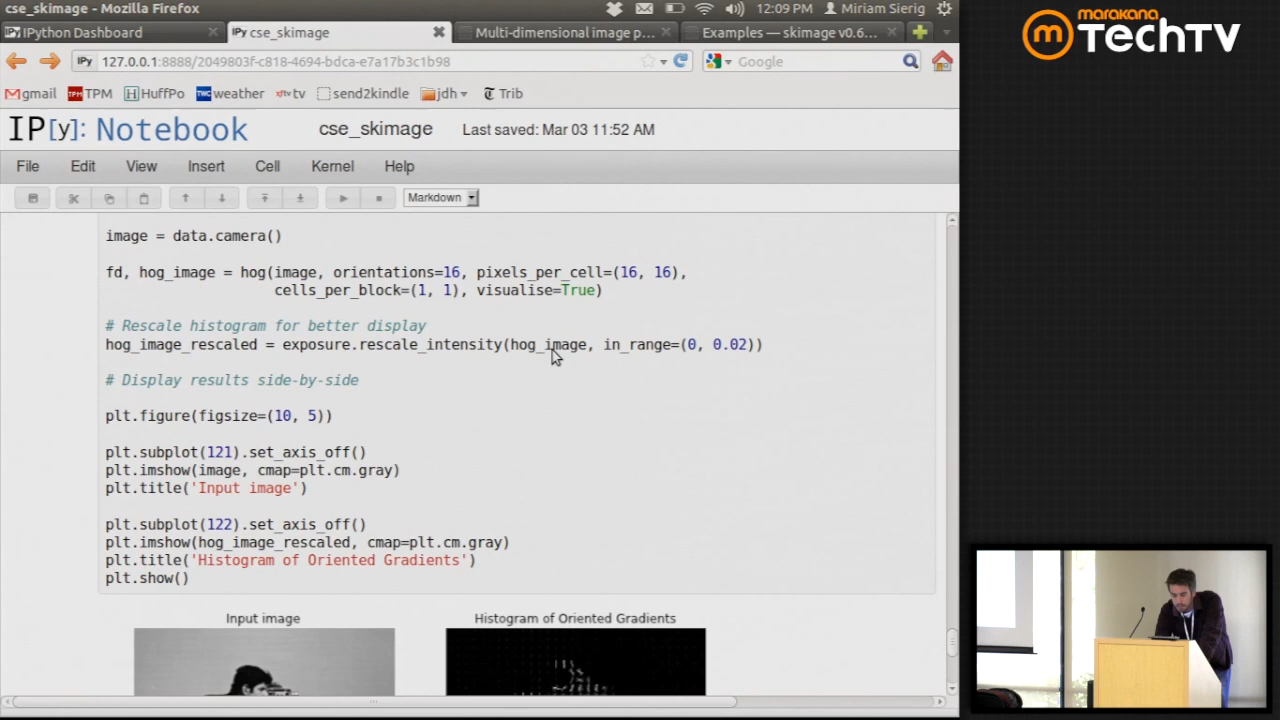 cse_skimage - Mozilla Firefox
12:09 PM
Miriam Sierig
IP[y]: IPython Dashboard
IPy cse_skimage
Multi-dimensional image p...
Examples — skimage v0.6...
IPy 127.0.0.1:8888/2049803f-c818-4694-bdca-e7a17b3c1b98
Google
gmail
TPM TPM
H HuffPo
TWC weather
xftv tv
send2kindle
jdh
T Trib
IP[y]: Notebook
cse_skimage
Last saved: Mar 03 11:52 AM
File
Edit
View
Insert
Cell
Kernel
Help
Markdown
image = data.camera()
fd, hog_image = hog(image, orientations=16, pixels_per_cell=(16, 16),
cells_per_block=(1, 1), visualise=True)
# Rescale histogram for better display
hog_image_rescaled = exposure.rescale_intensity(hog_image, in_range=(0, 0.02))
# Display results side-by-side
plt.figure(figsize=(10, 5))
plt.subplot(121).set_axis_off()
plt.imshow(image, cmap=plt.cm.gray)
plt.title('Input image')
plt.subplot(122).set_axis_off()
plt.imshow(hog_image_rescaled, cmap=plt.cm.gray)
plt.title('Histogram of Oriented Gradients')
plt.show()
Input image
Histogram of Oriented Gradients
marakana
m TechTV